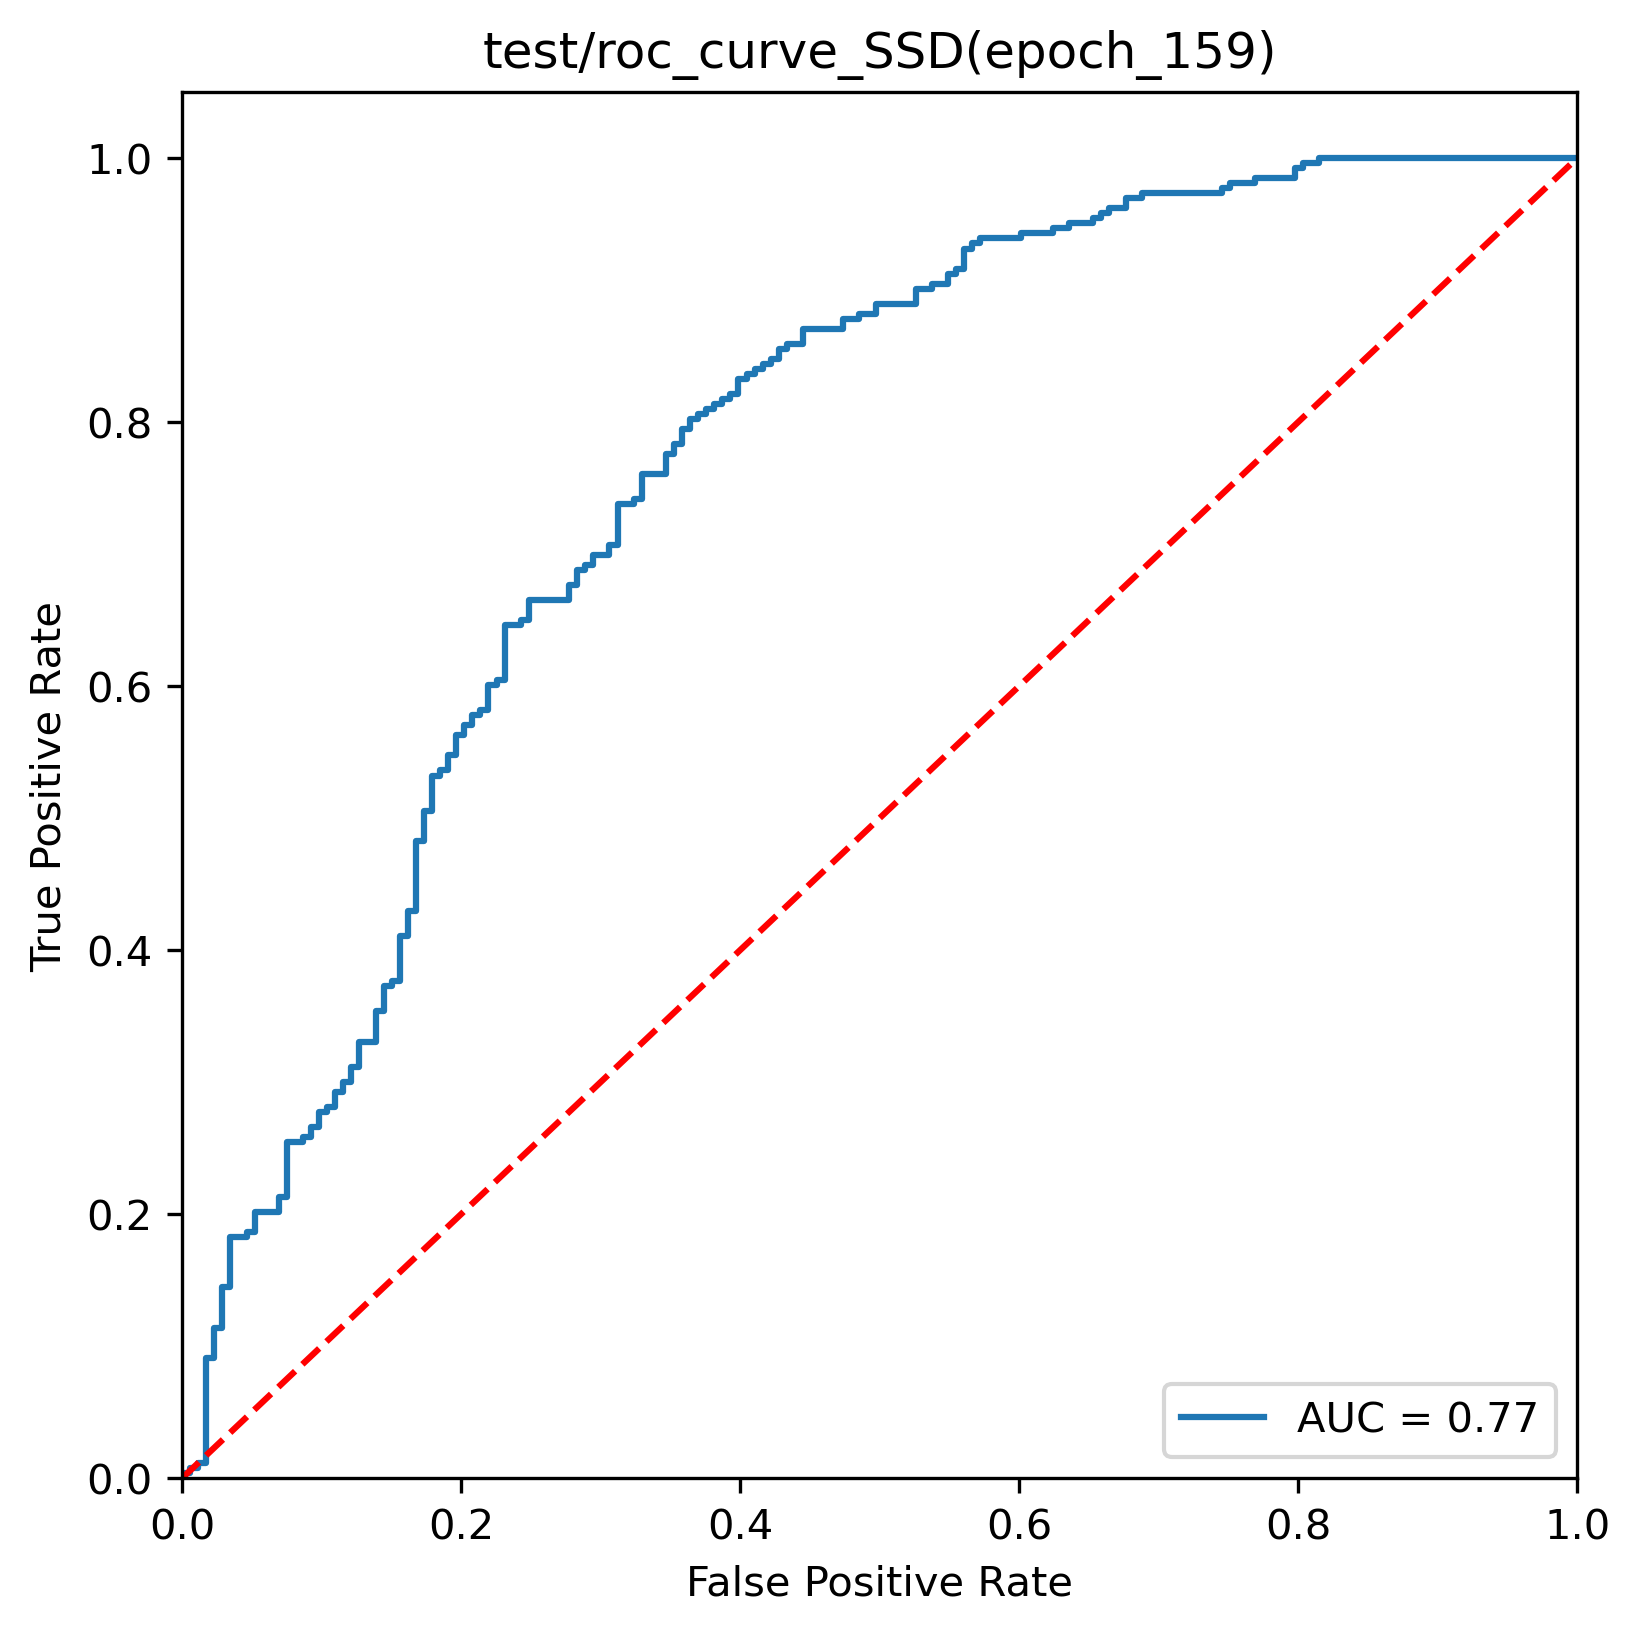 test/roc_curve_SSD(epoch_159)
1.0
0.8
0.6
0.4
0.2
0.0
True Positive Rate
AUC = 0.77
0.0 0.2 0.4 0.6 0.8 1.0
False Positive Rate